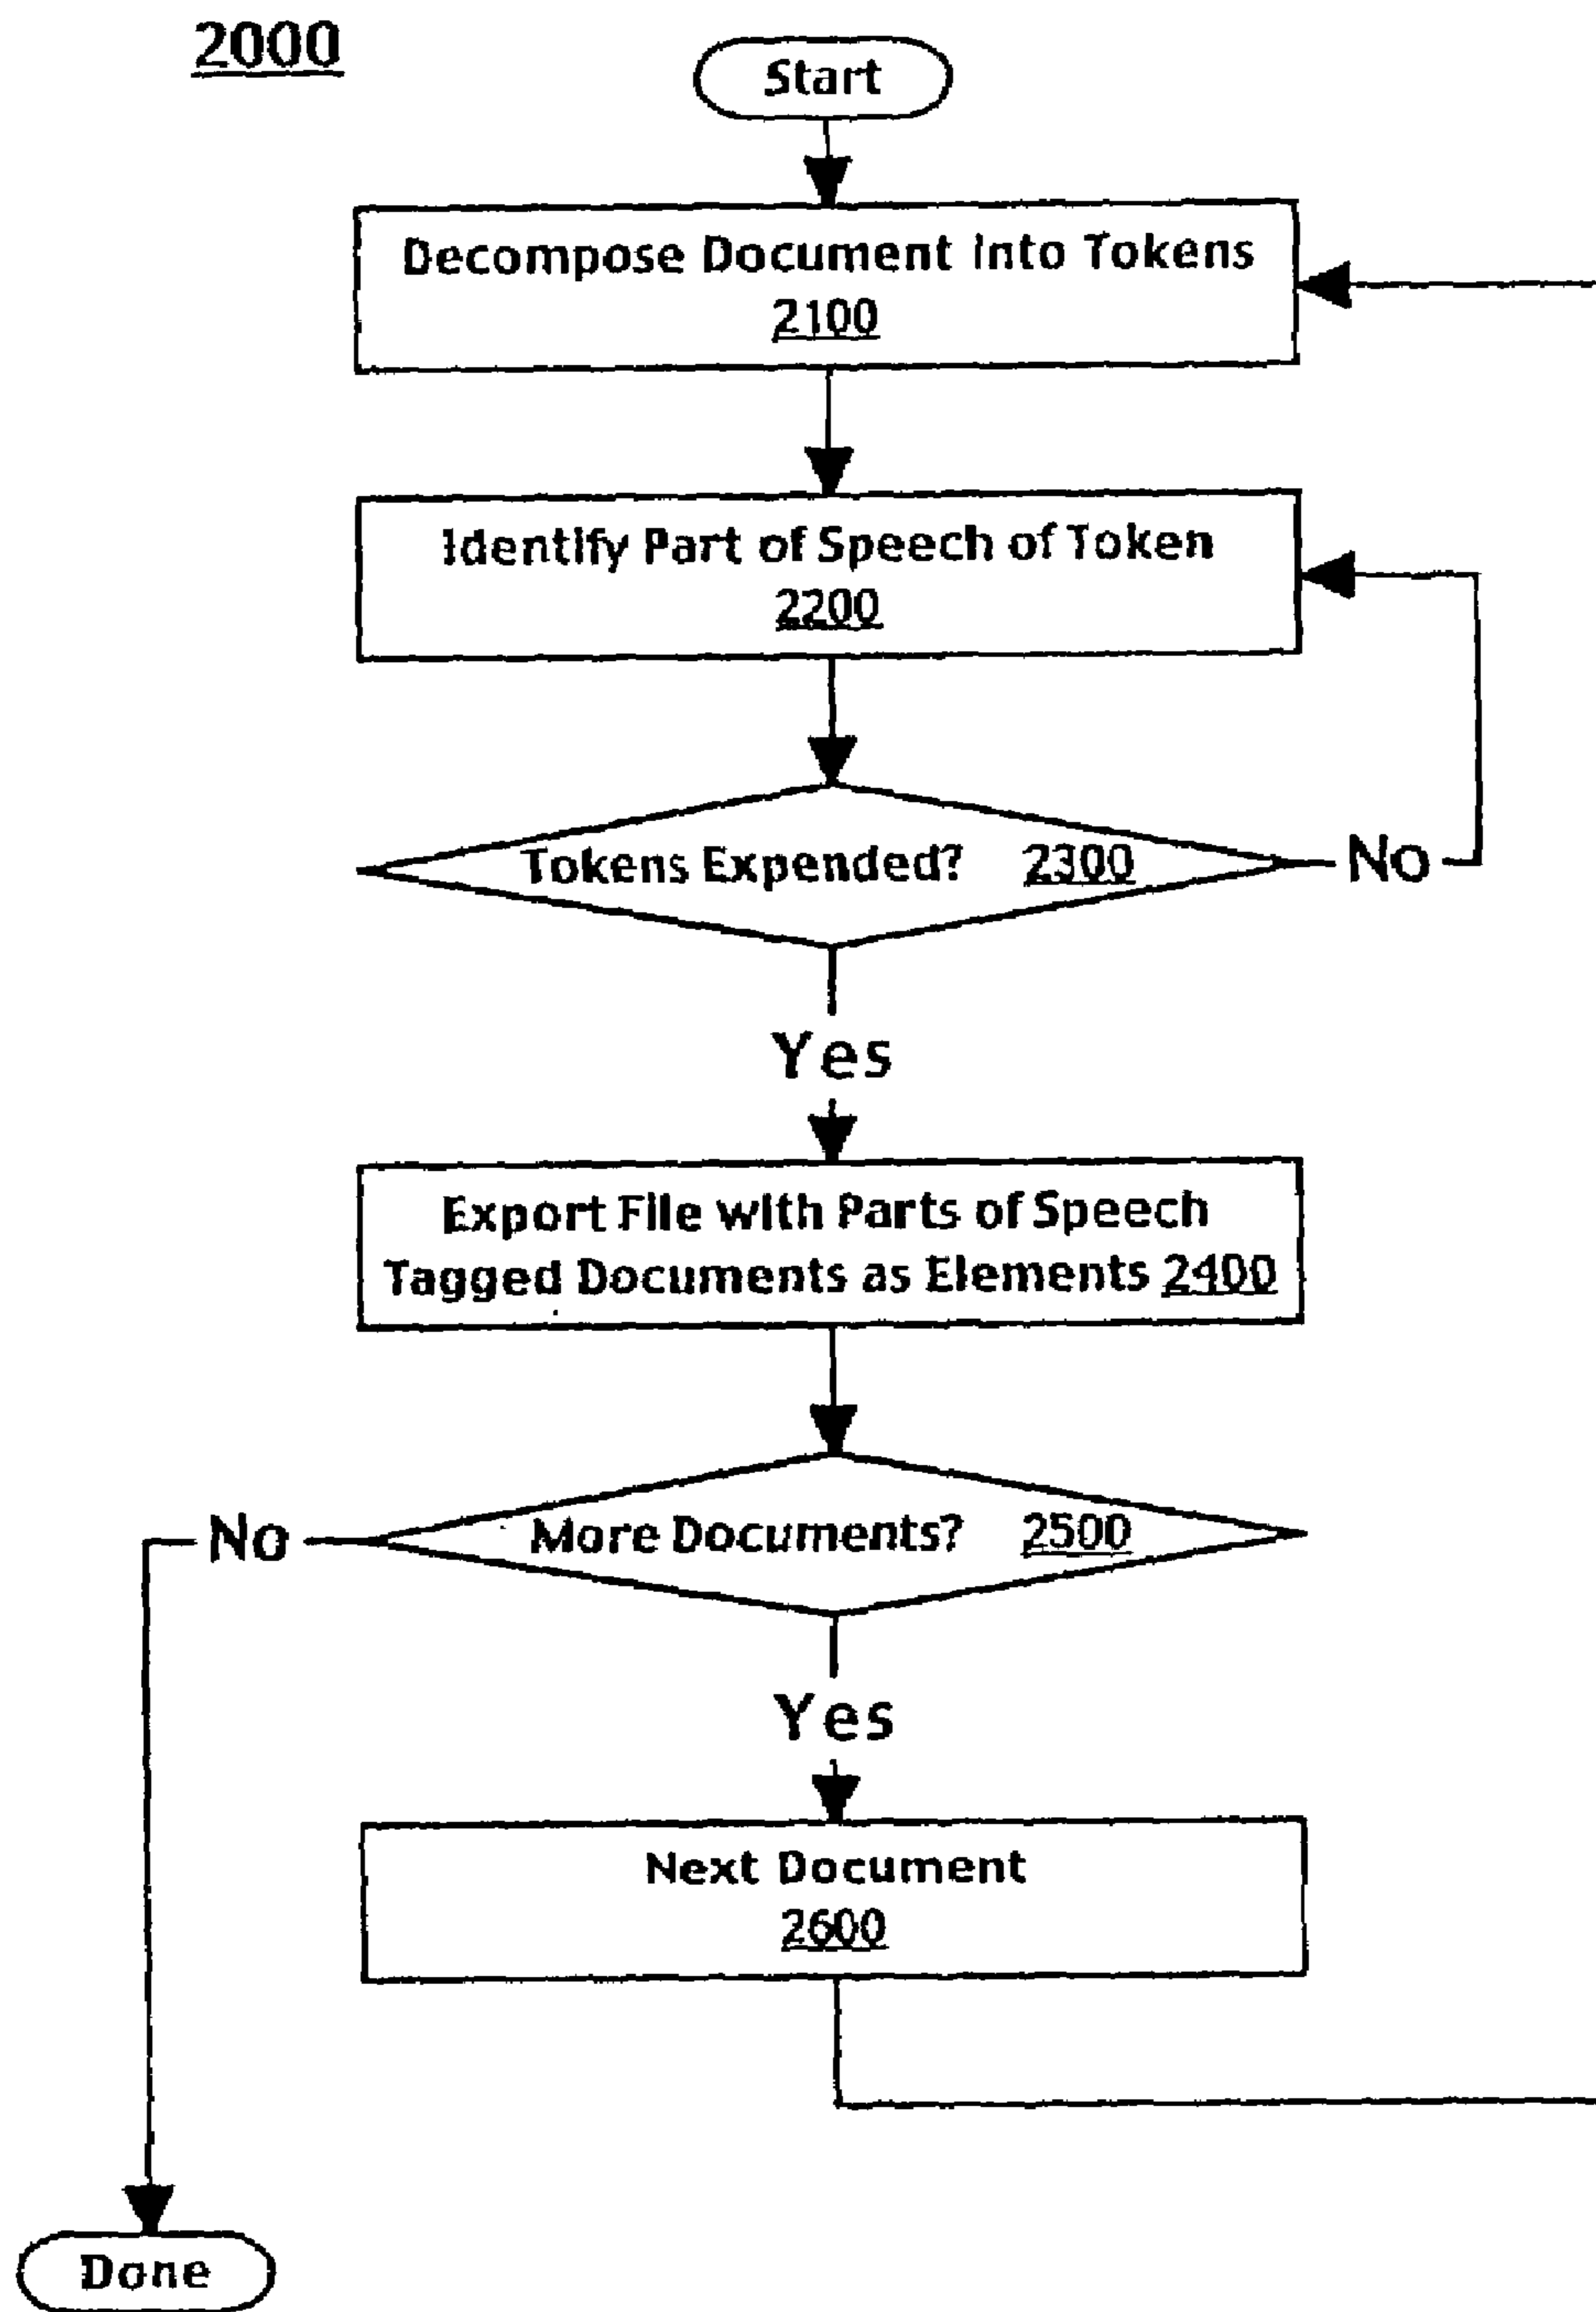 2000
Start
Decompose Document Into Tokens
2100
Identify Part of Speech of Token
2200
Tokens Expended? 2300
No
Yes
Export File with Parts of Speech
Tagged Documents as Elements 2400
No
More Documents? 2500
Yes
Next Document
2600
Done